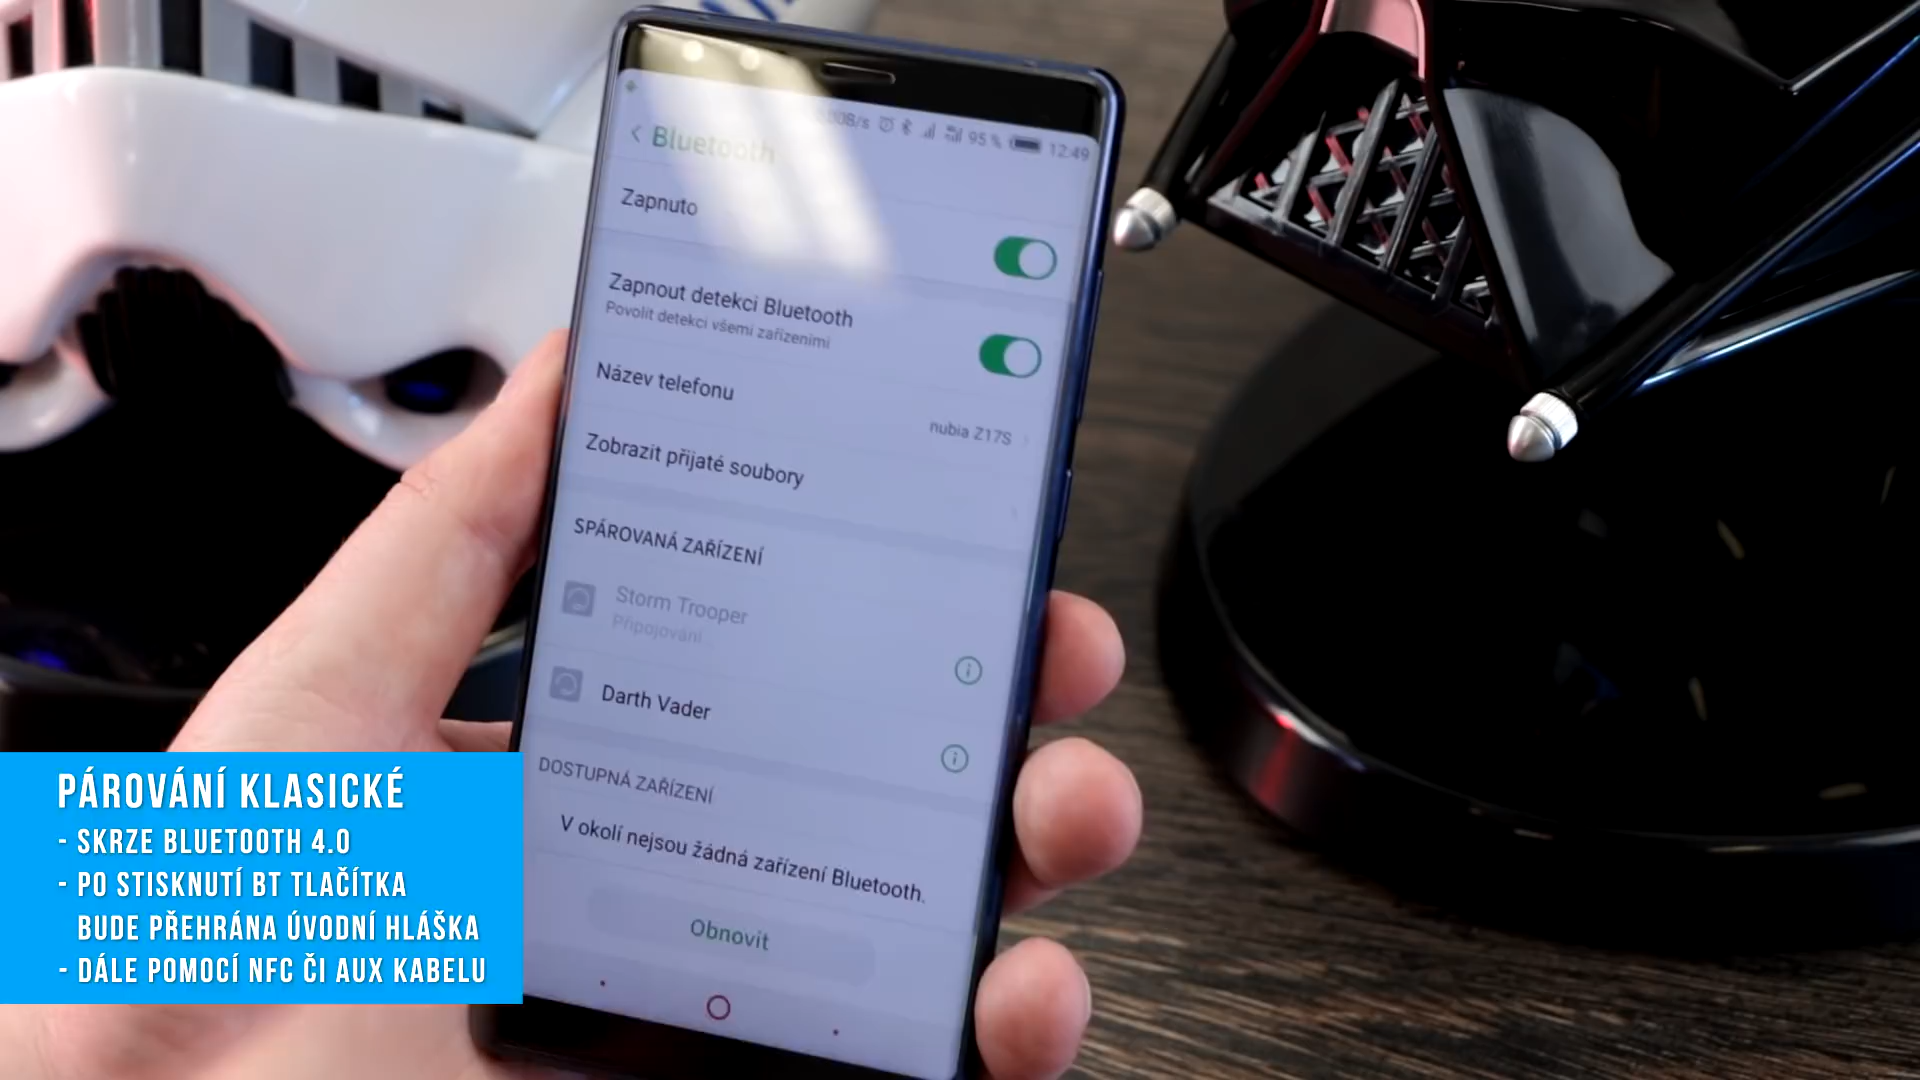 95 % 12:49
Bluetooth
Zapnuto
Zapnout detekci Bluetooth
Povolit detekci všemi zařízeními
Název telefonu
nubia Z17S
Zobrazit přijaté soubory
SPÁROVANÁ ZAŘÍZENÍ
Storm Trooper
Připojování
Darth Vader
DOSTUPNÁ ZAŘÍZENÍ
V okolí nejsou žádná zařízení Bluetooth.
Obnovit
PÁROVÁNÍ KLASICKÉ
- SKRZE BLUETOOTH 4.0
- PO STISKNUTÍ BT TLAČÍTKA
BUDE PŘEHRÁNA ÚVODNÍ HLÁŠKA
- DÁLE POMOCÍ NFC ČI AUX KABELU